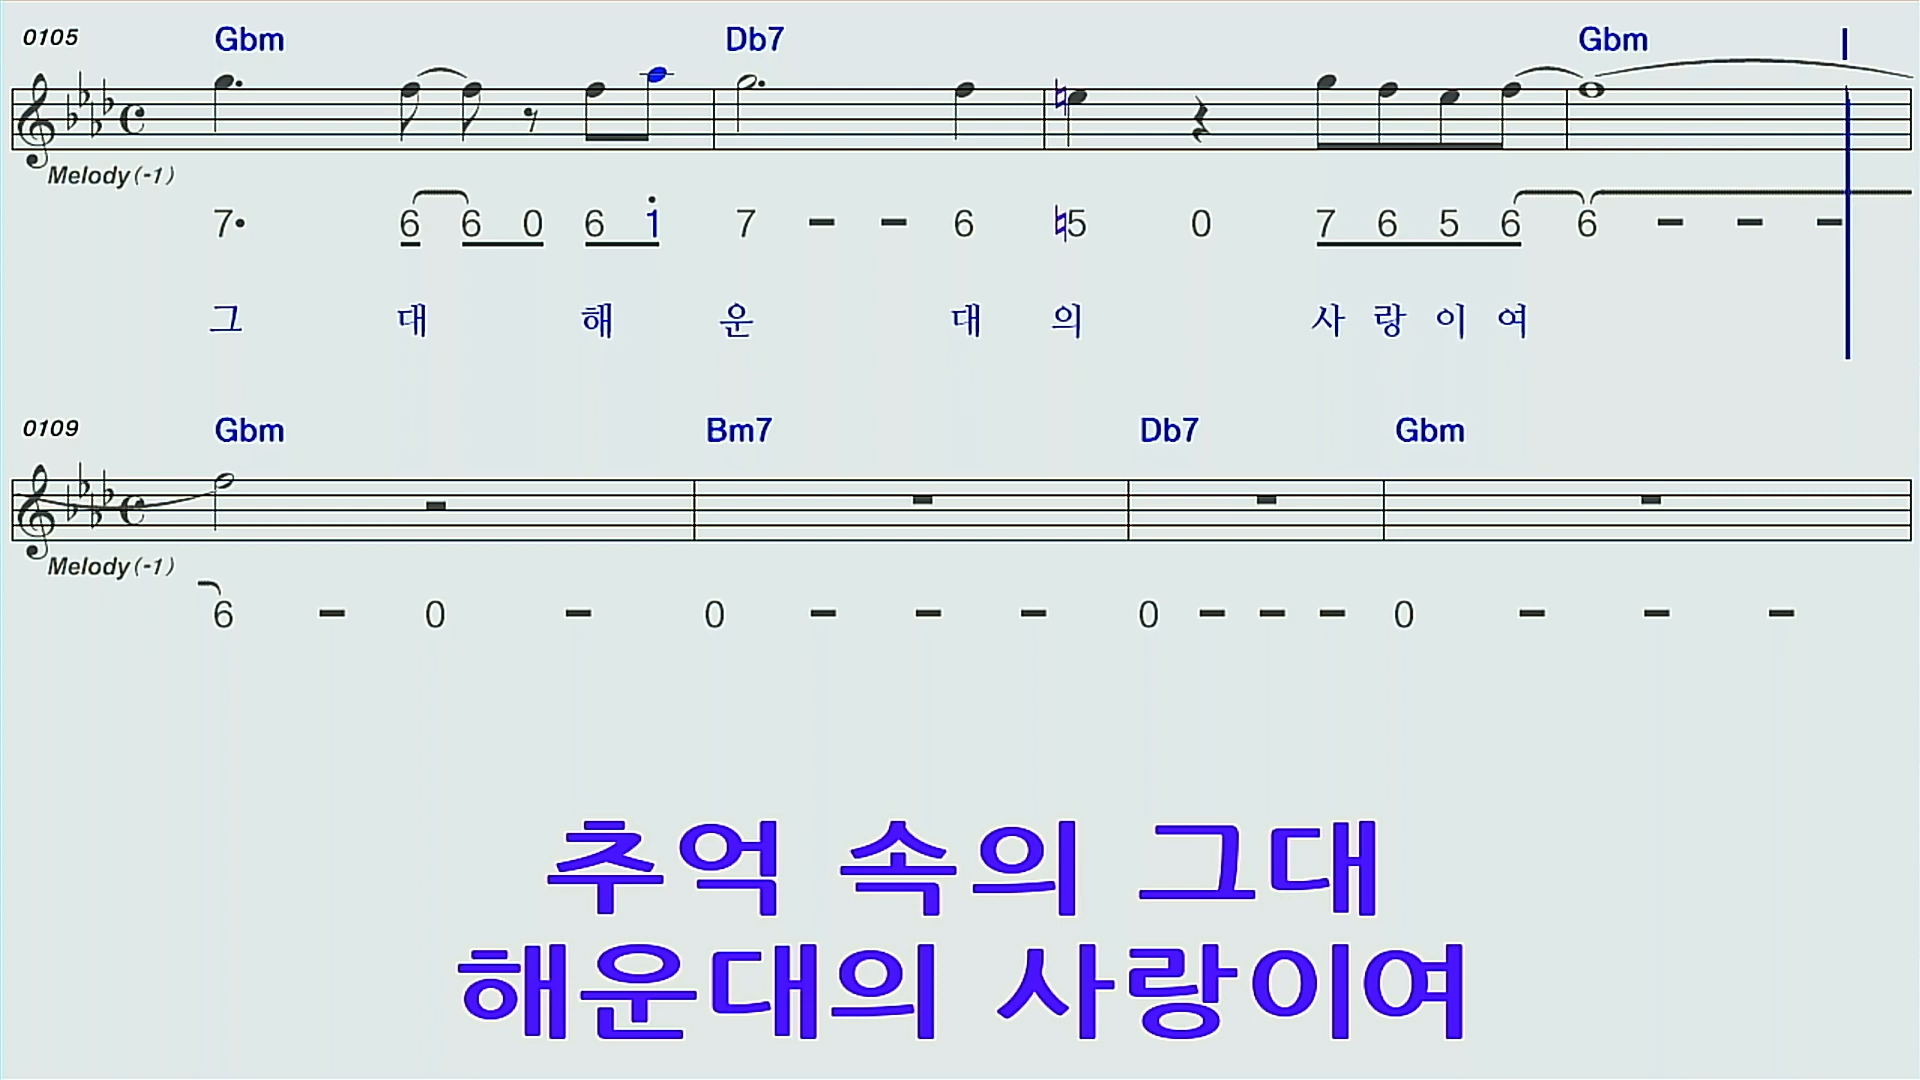 0105 Gbm Db7 Gbm
Melody(-1)
7• 6 6 0 6 1 7 - - 6 ♮5 0 7 6 5 6 6 - - -
그 대 해 운 대 의 사 랑 이 여
0109 Gbm Bm7 Db7 Gbm
Melody(-1)
6 - 0 - 0 - - - 0 - - - 0 - - -
추억 속의 그대
해운대의 사랑이여